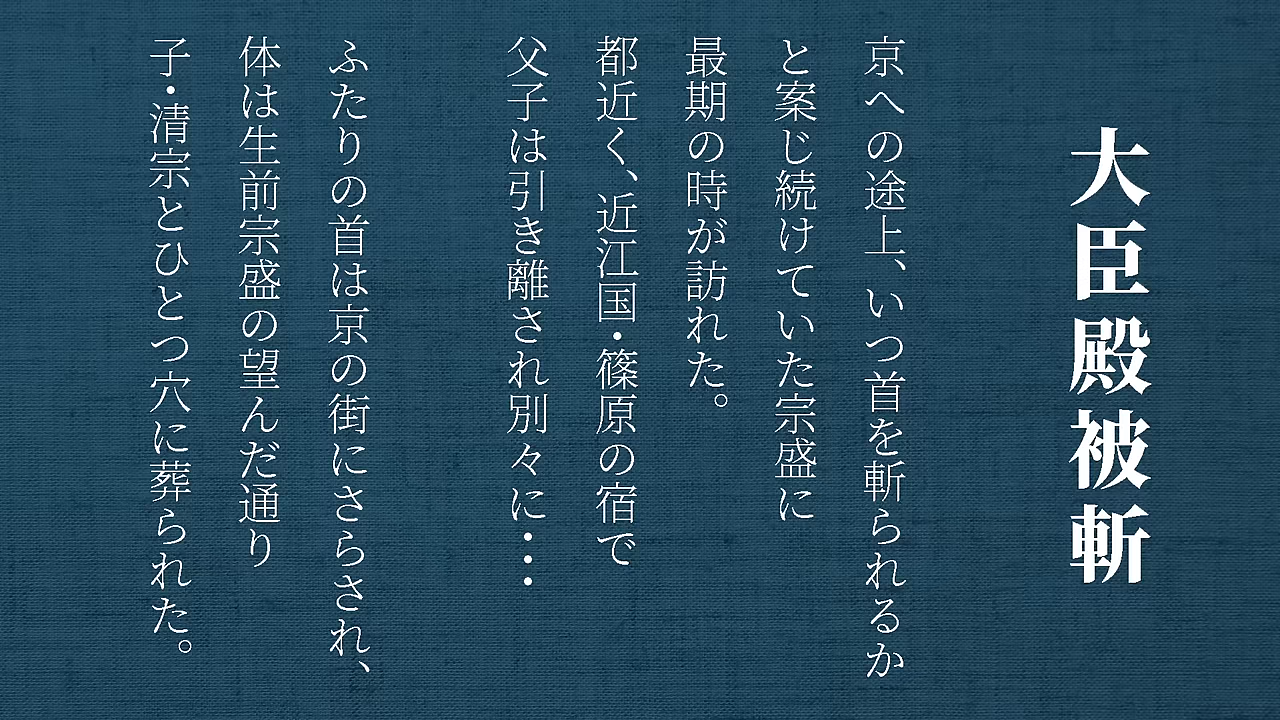 大臣殿被斬
京への途上、いつ首を斬られるか
と案じ続けていた宗盛に
最期の時が訪れた。
都近く、近江国・篠原の宿で
父子は引き離され別々に・・・
ふたりの首は京の街にさらされ、
体は生前宗盛の望んだ通り
子・清宗とひとつ穴に葬られた。